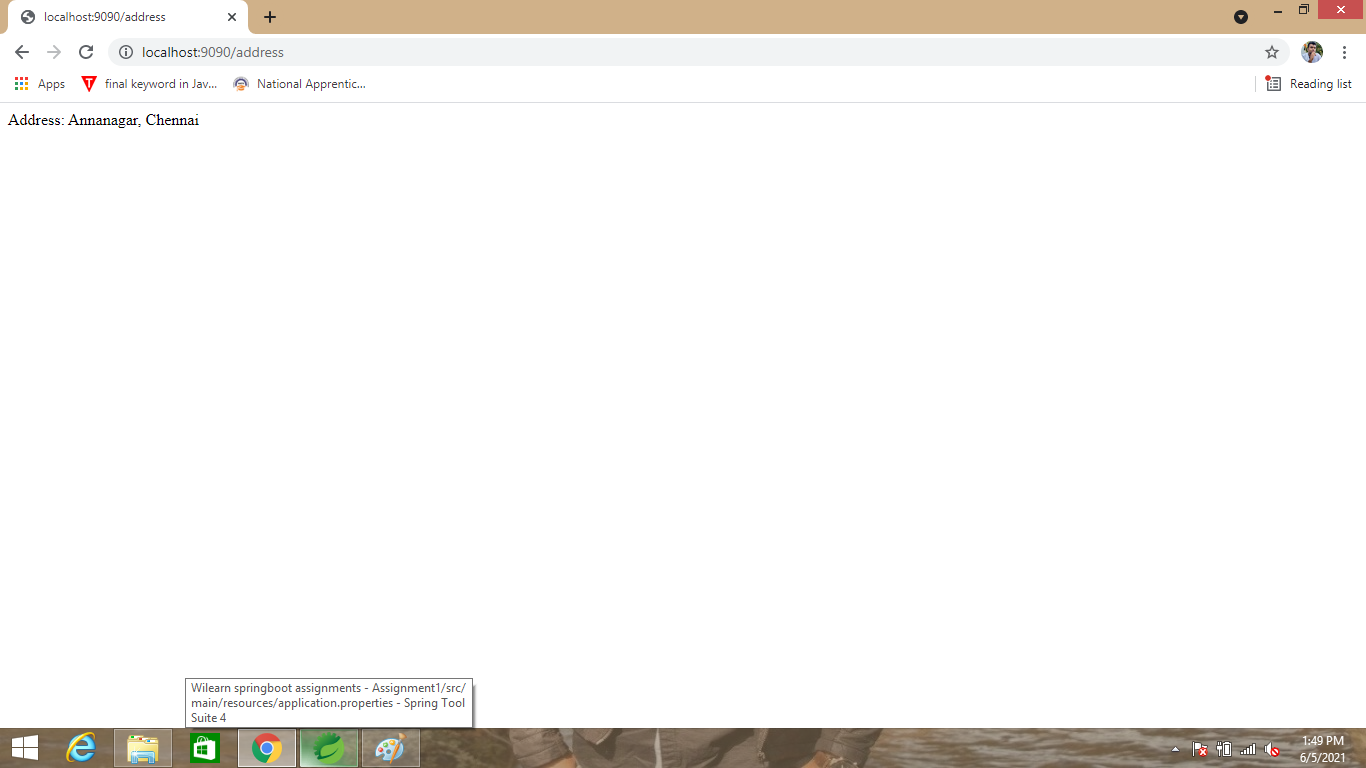 localhost:9090/address
localhost:9090/address
Apps
T
final keyword in Jav...
National Apprentic...
Reading list
Address: Annanagar, Chennai
Wilearn springboot assignments - Assignment1/src/
main/resources/application.properties - Spring Tool
Suite 4
1:49 PM
6/5/2021